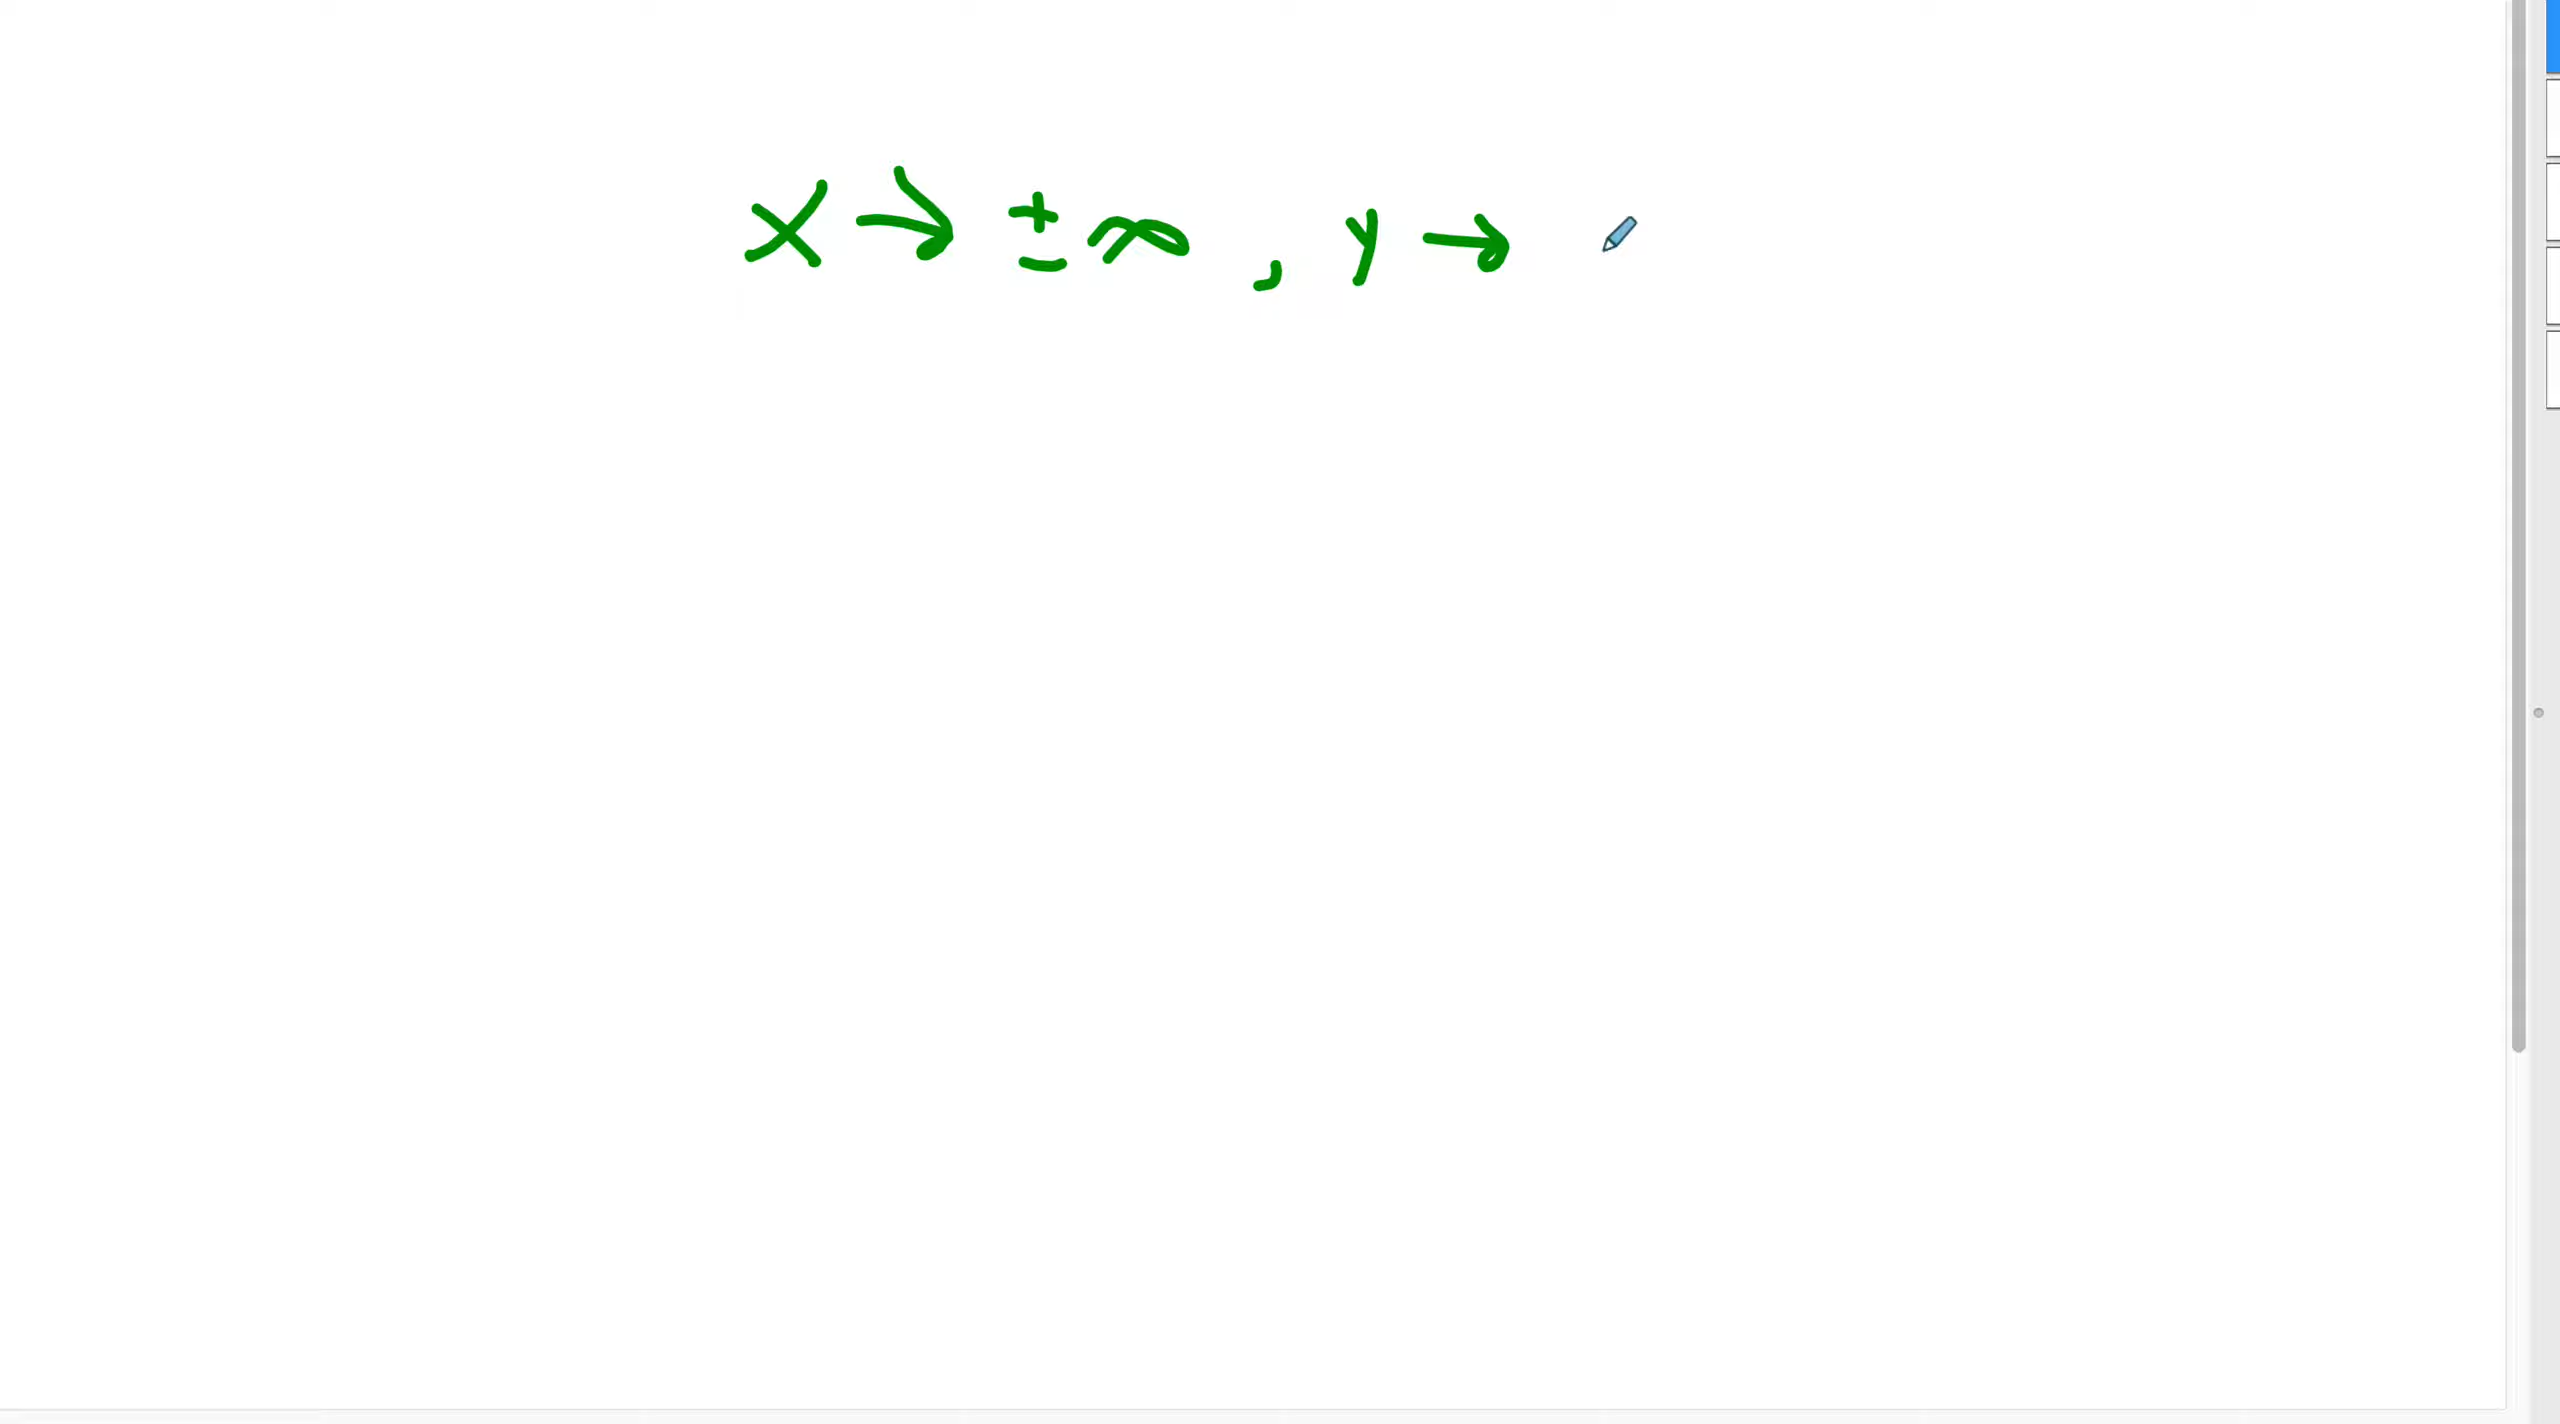 x → ±∞ , y →